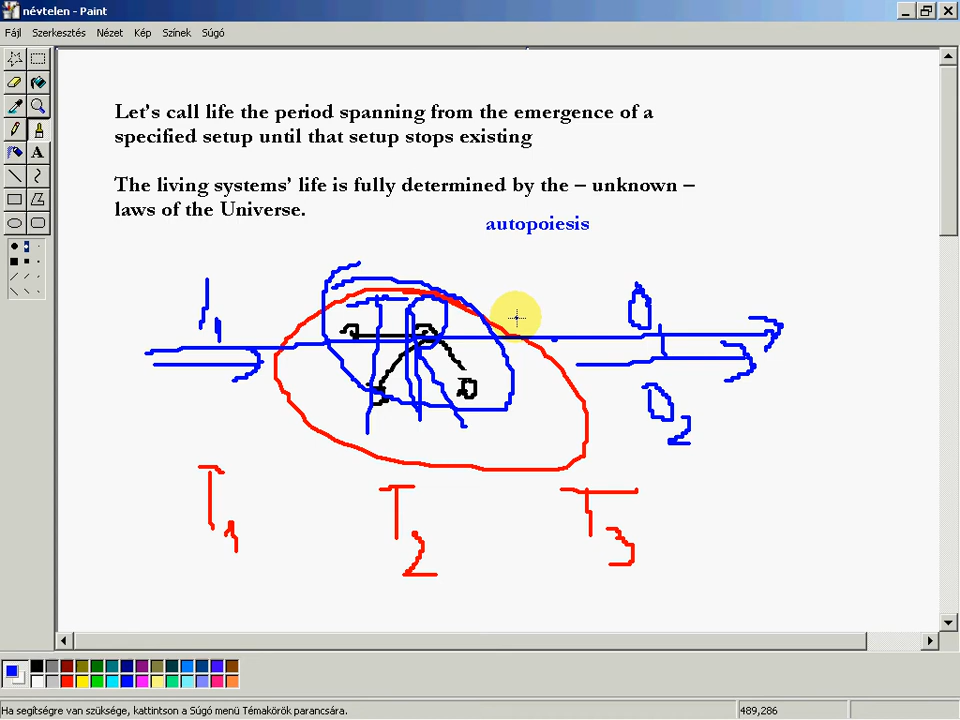 névtelen - Paint
Fájl Szerkesztés Nézet Kép Színek Súgó
Let's call life the period spanning from the emergence of a
specified setup until that setup stops existing
The living systems' life is fully determined by the – unknown –
laws of the Universe.
autopoiesis
I1
O
O2
T1 T2 T3
Ha segítségre van szüksége, kattintson a Súgó menü Témakörök parancsára.
489,286